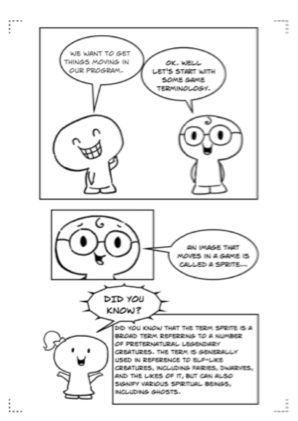 WE WANT TO GET
THINGS MOVING IN
OUR PROGRAM.
OK. WELL
LET'S START WITH
SOME GAME
TERMINOLOGY.
AN IMAGE THAT
MOVES IN A GAME IS
CALLED A SPRITE...
DID YOU
KNOW?
DID YOU KNOW THAT THE TERM SPRITE IS A
BROAD TERM REFERRING TO A NUMBER
OF PRETERNATURAL LEGENDARY
CREATURES. THE TERM IS GENERALLY
USED IN REFERENCE TO ELF-LIKE
CREATURES, INCLUDING FAIRIES, DWARVES,
AND THE LIKES OF IT, BUT CAN ALSO
SIGNIFY VARIOUS SPIRITUAL BEINGS,
INCLUDING GHOSTS.